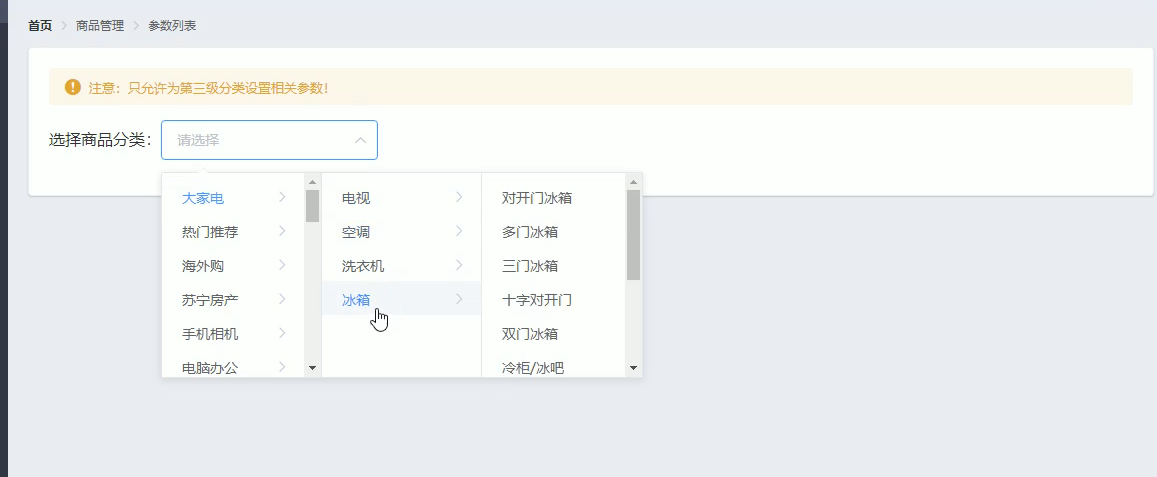 首页 > 商品管理 > 参数列表
注意：只允许为第三级分类设置相关参数！
选择商品分类： 请选择
大家电 电视 对开门冰箱
热门推荐 空调 多门冰箱
海外购 洗衣机 三门冰箱
苏宁房产 冰箱 十字对开门
手机相机 双门冰箱
电脑办公 冷柜/冰吧